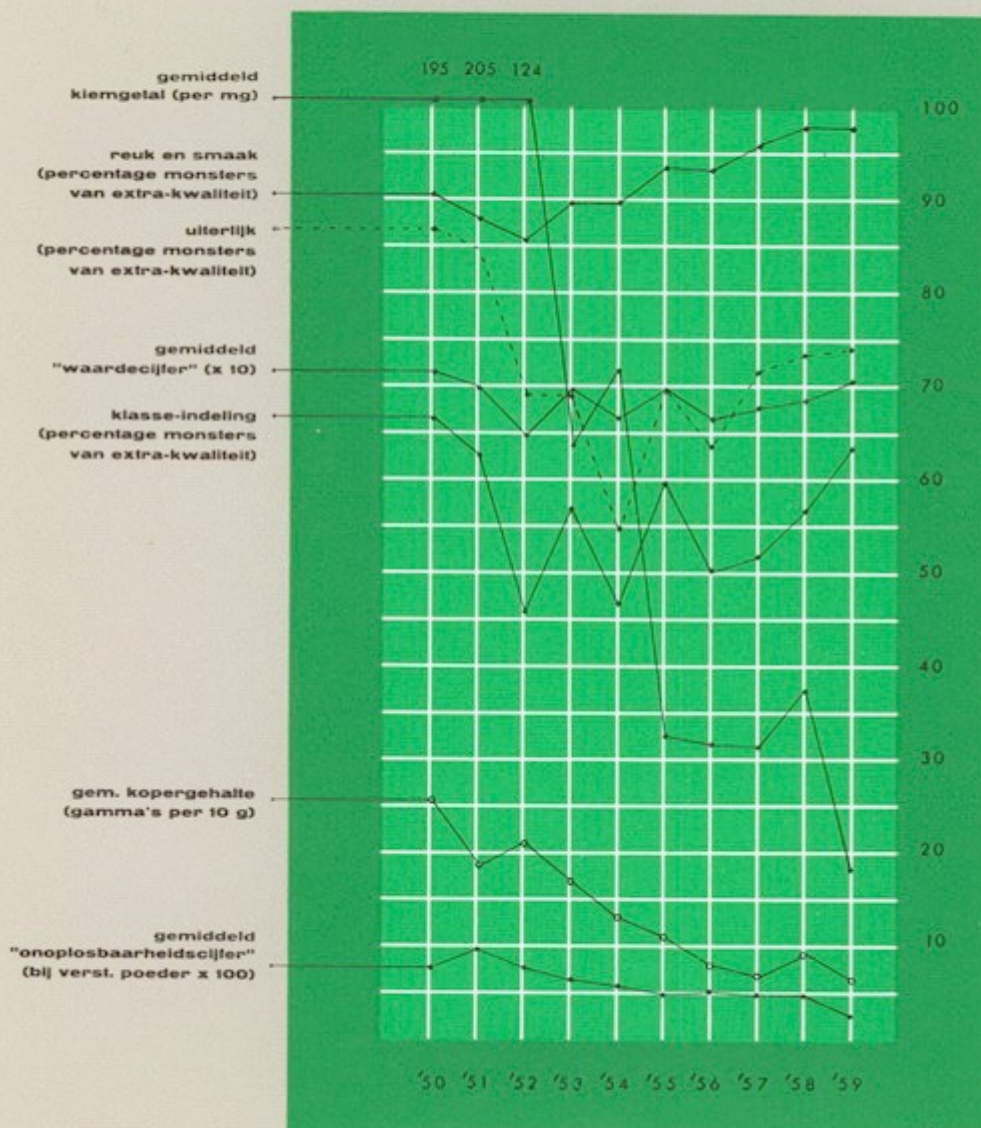 gemiddeld
kiemgetal (per mg)
reuk en smaak
(percentage monsters
van extra-kwaliteit)
uiterlijk
(percentage monsters
van extra-kwaliteit)
gemiddeld
"waardecijfer" (x 10)
klasse-indeling
(percentage monsters
van extra-kwaliteit)
gem. kopergehalte
(gamma's per 10 g)
gemiddeld
"onoplosbaarheidscijfer"
(bij verst. poeder x 100)
195 205 124
100
90
80
70
60
50
40
30
20
10
'50 '51 '52 '53 '54 '55 '56 '57 '58 '59